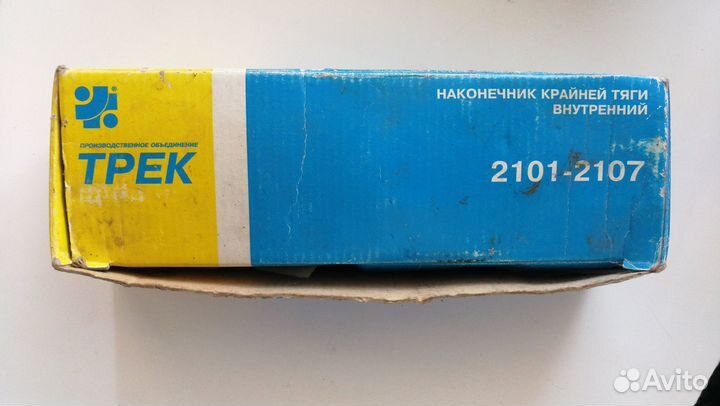 ПРОИЗВОДСТВЕННОЕ ОБЪЕДИНЕНИЕ
ТРЕК
НАКОНЕЧНИК КРАЙНЕЙ ТЯГИ
ВНУТРЕННИЙ
2101-2107
Avito